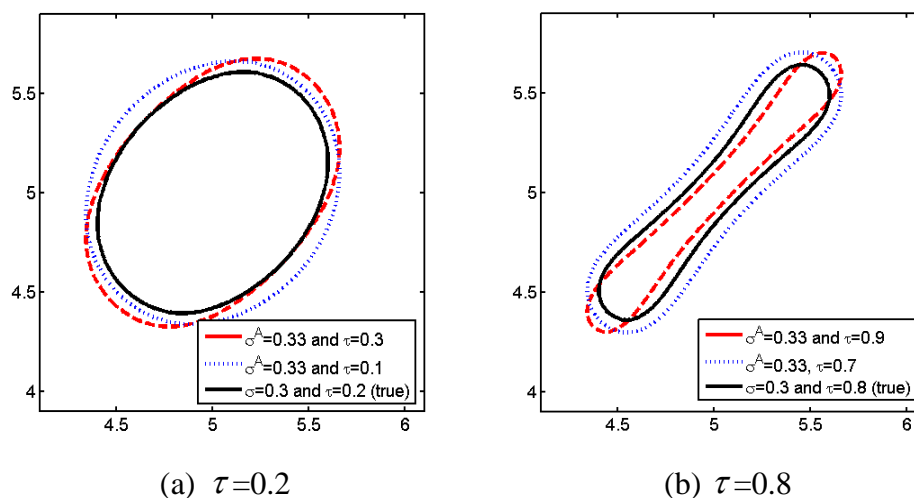 5.5
5
4.5
4
4.5
5
5.5
6
σ^A=0.33 and τ=0.3
σ^A=0.33 and τ=0.1
σ=0.3 and τ=0.2 (true)
(a) τ=0.2
5.5
5
4.5
4
4.5
5
5.5
6
σ^A=0.33 and τ=0.9
σ^A=0.33, τ=0.7
σ=0.3 and τ=0.8 (true)
(b) τ=0.8